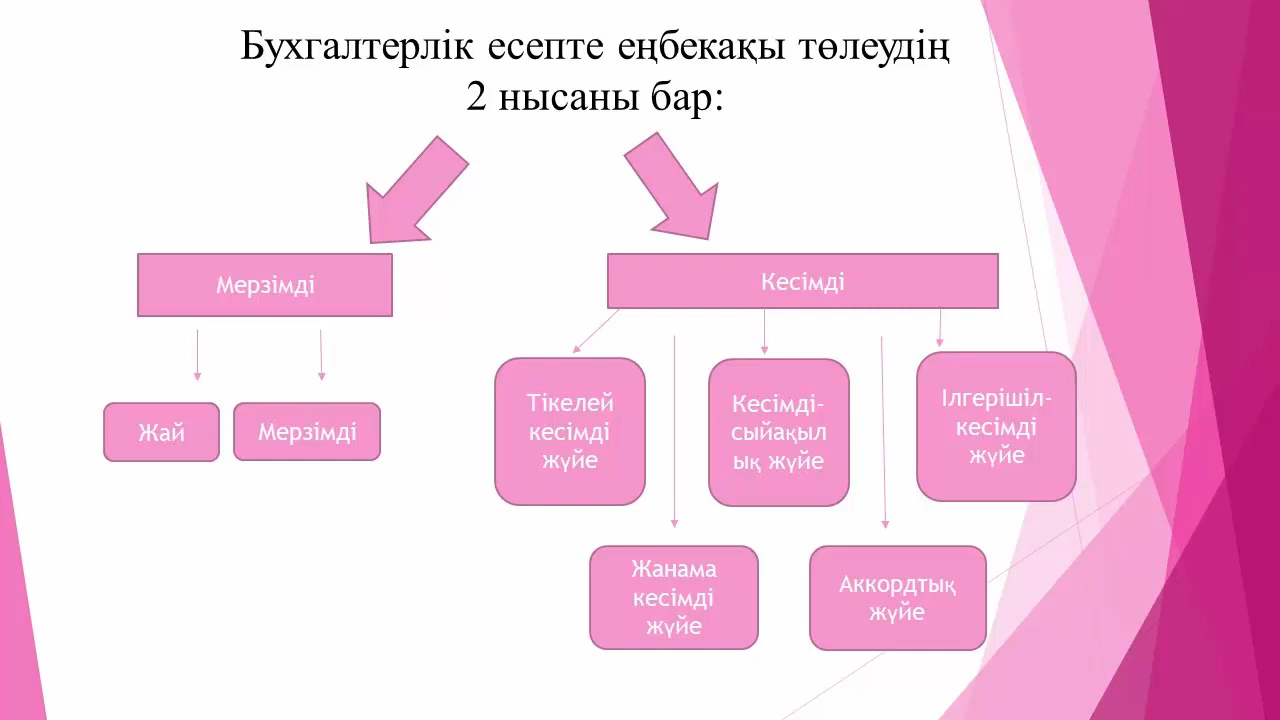 Бухгалтерлік есепте еңбекақы төлеудің
2 нысаны бар:
Мерзімді
Кесімді
Жай
Мерзімді
Тікелей
кесімді
жүйе
Кесімді-
сыйақыл
ық жүйе
Ілгерішіл-
кесімді
жүйе
Жанама
кесімді
жүйе
Аккордтық
жүйе